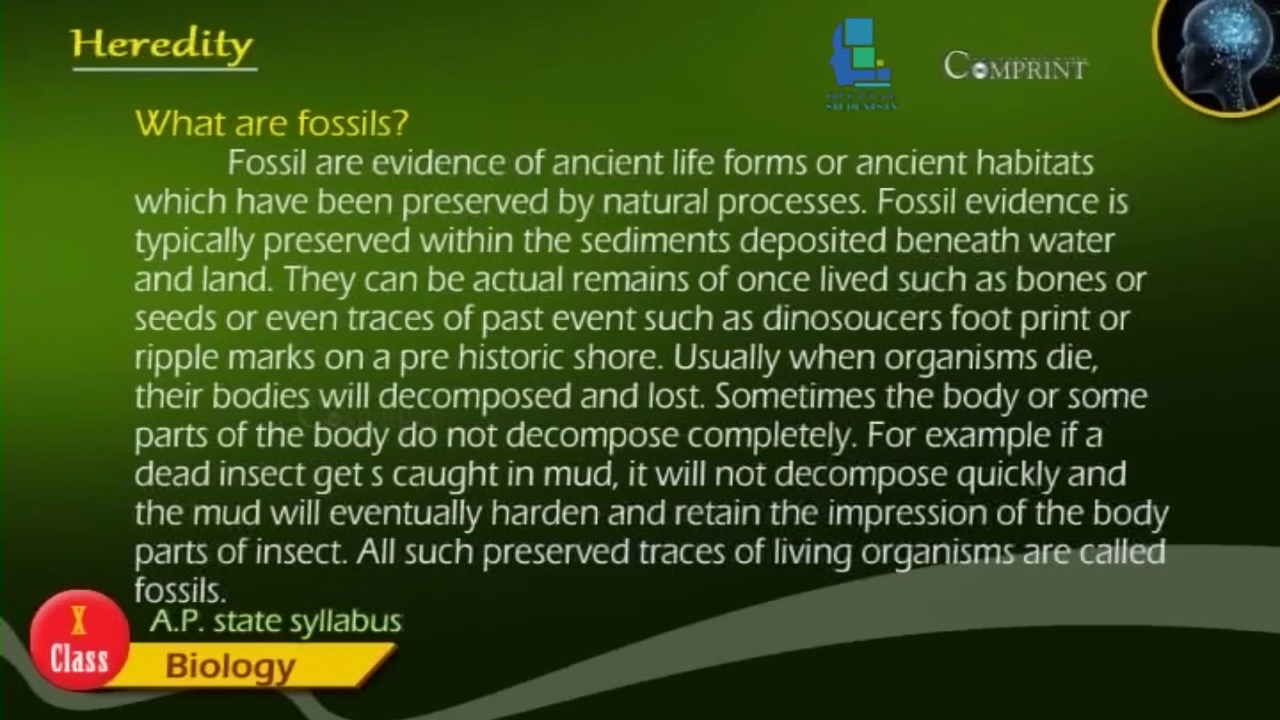 Heredity
COMPRINT
What are fossils?
Fossil are evidence of ancient life forms or ancient habitats
which have been preserved by natural processes. Fossil evidence is
typically preserved within the sediments deposited beneath water
and land. They can be actual remains of once lived such as bones or
seeds or even traces of past event such as dinosoucers foot print or
ripple marks on a pre historic shore. Usually when organisms die,
their bodies will decomposed and lost. Sometimes the body or some
parts of the body do not decompose completely. For example if a
dead insect get s caught in mud, it will not decompose quickly and
the mud will eventually harden and retain the impression of the body
parts of insect. All such preserved traces of living organisms are called
fossils.
A.P. state syllabus
X
Class
Biology